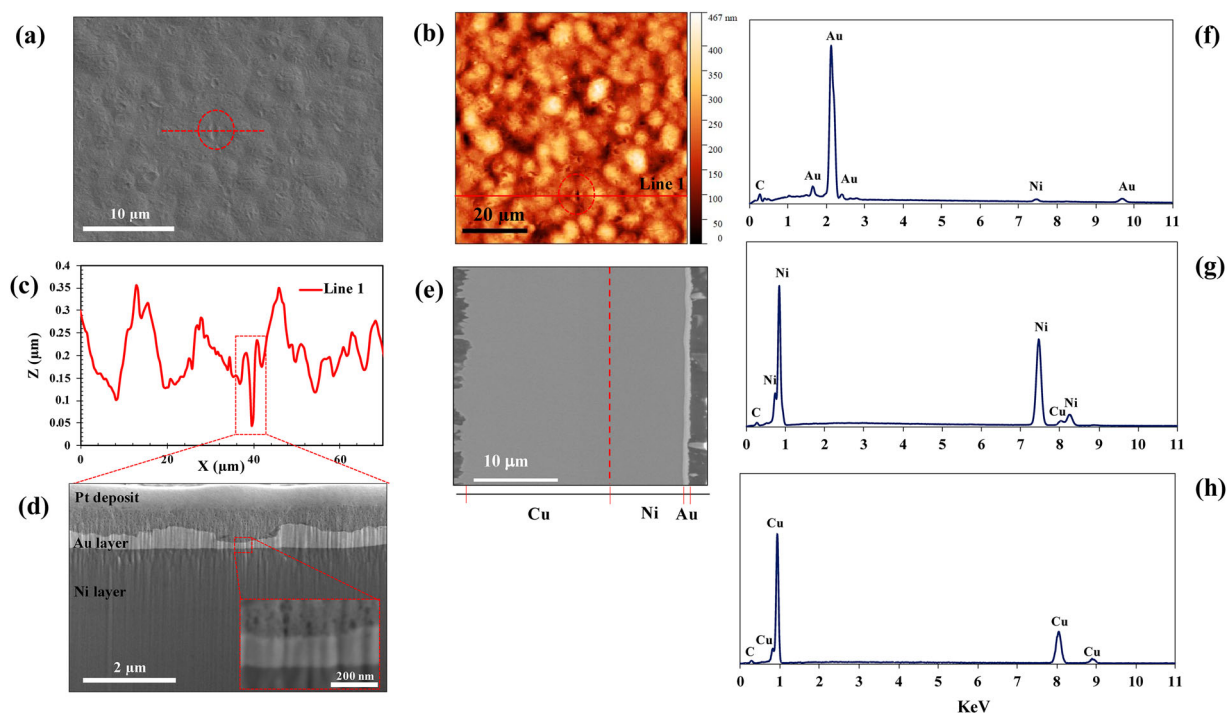 (a)
10 µm
(b)
Line 1
20 µm
467 nm
400
350
300
250
200
150
100
50
0
(c)
0.4
0.35
0.3
0.25
0.2
0.15
0.1
0.05
0
Z (µm)
Line 1
0 20 40 60
X (µm)
(d)
Pt deposit
Au layer
Ni layer
2 µm
200 nm
(e)
10 µm
Cu Ni Au
(f)
Au
C Au Au Ni Au
0 1 2 3 4 5 6 7 8 9 10 11
(g)
Ni
Ni
Ni
C Cu Ni
0 1 2 3 4 5 6 7 8 9 10 11
(h)
Cu
Cu
Cu
C Cu
0 1 2 3 4 5 6 7 8 9 10 11
KeV